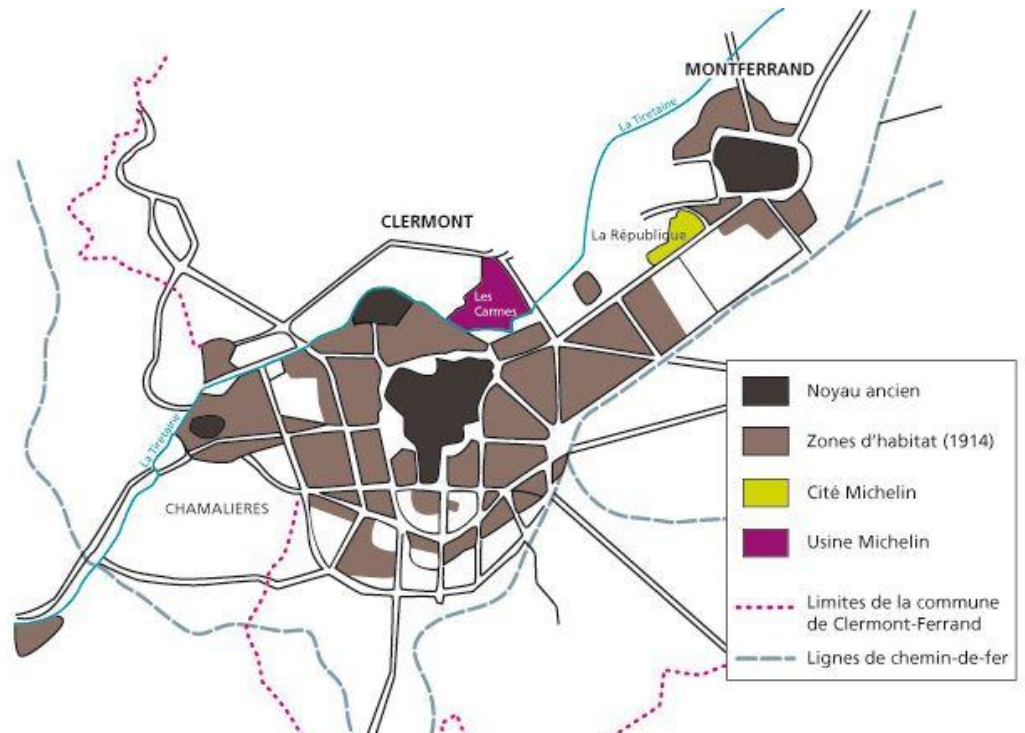 MONTFERRAND
La Tiretaine
CLERMONT
La République
Les
Carmes
La Tiretaine
CHAMALIERES
Noyau ancien
Zones d'habitat (1914)
Cité Michelin
Usine Michelin
Limites de la commune
de Clermont-Ferrand
Lignes de chemin-de-fer